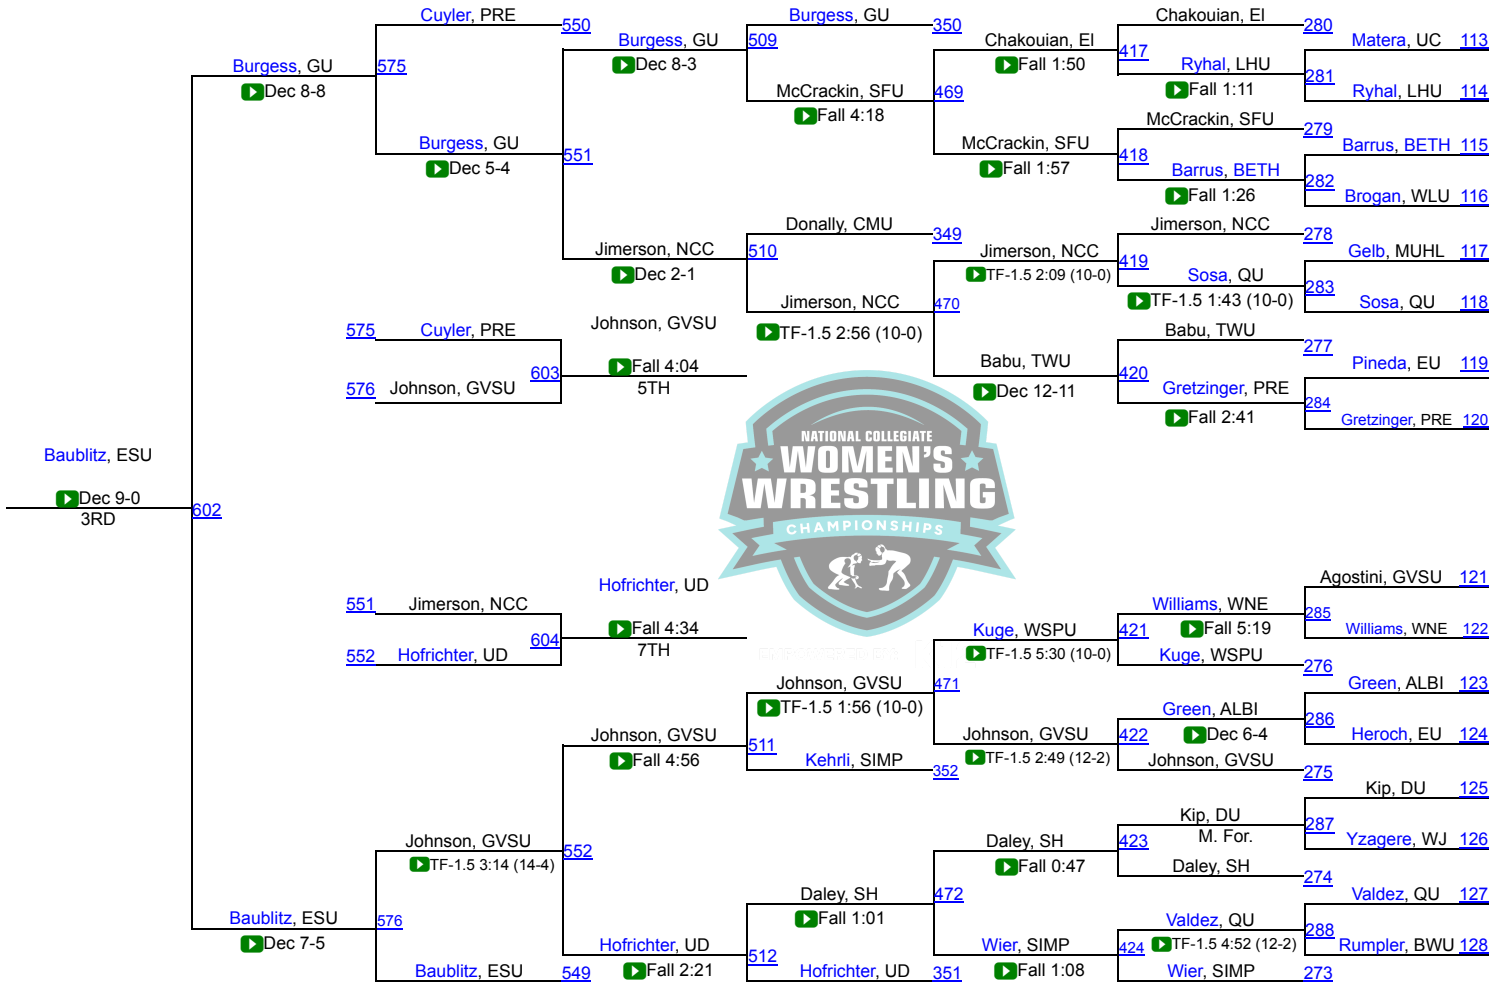 Cuyler, PRE 550
Burgess, GU 350
Chakouian, EI 280
Burgess, GU 509
Dec 8-3
Chakouian, EI 417
Fall 1:50
Matera, UC 113
Burgess, GU 575
Dec 8-8
Ryhal, LHU 281
Fall 1:11
McCrackin, SFU 469
Fall 4:18
Ryhal, LHU 114
McCrackin, SFU 279
Burgess, GU 551
Dec 5-4
McCrackin, SFU 418
Fall 1:57
Barrus, BETH 115
Barrus, BETH 282
Fall 1:26
Brogan, WLU 116
Donally, CMU 349
Jimerson, NCC 278
Jimerson, NCC 510
Dec 2-1
Jimerson, NCC 419
TF-1.5 2:09 (10-0)
Gelb, MUHL 117
Sosa, QU 283
TF-1.5 1:43 (10-0)
Jimerson, NCC 470
TF-1.5 2:56 (10-0)
Sosa, QU 118
575 Cuyler, PRE
Johnson, GVSU
Babu, TWU 277
603 Fall 4:04
5TH
Babu, TWU 420
Dec 12-11
Pineda, EU 119
576 Johnson, GVSU
Gretzinger, PRE 284
Fall 2:41
Gretzinger, PRE 120
NATIONAL COLLEGIATE
WOMEN'S
WRESTLING
CHAMPIONSHIPS
Baublitz, ESU
Dec 9-0 602
3RD
Hofrichter, UD
Agostini, GVSU 121
551 Jimerson, NCC
Williams, WNE 285
Fall 5:19
604 Fall 4:34
7TH
Kuge, WSPU 421
TF-1.5 5:30 (10-0)
Williams, WNE 122
552 Hofrichter, UD
Kuge, WSPU 276
Johnson, GVSU 471
TF-1.5 1:56 (10-0)
Green, ALBI 123
Green, ALBI 286
Dec 6-4
Johnson, GVSU 511
Fall 4:56
Johnson, GVSU 422
TF-1.5 2:49 (12-2)
Heroch, EU 124
Kehrli, SIMP 352
Johnson, GVSU 275
Kip, DU 125
Kip, DU 287
M. For.
Johnson, GVSU 552
TF-1.5 3:14 (14-4)
Daley, SH 423
Fall 0:47
Yzagere, WJ 126
Daley, SH 274
Daley, SH 472
Fall 1:01
Valdez, QU 127
Baublitz, ESU 576
Dec 7-5
Valdez, QU 288
TF-1.5 4:52 (12-2)
Hofrichter, UD 512
Fall 2:21
Wier, SIMP 424
Fall 1:08
Rumpler, BWU 128
Baublitz, ESU 549
Hofrichter, UD 351
Wier, SIMP 273